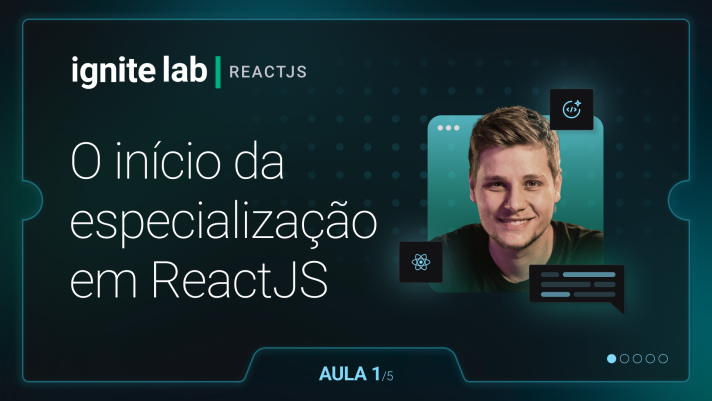 ignite lab | REACTJS
O início da
especialização
em ReactJS
AULA 1/5